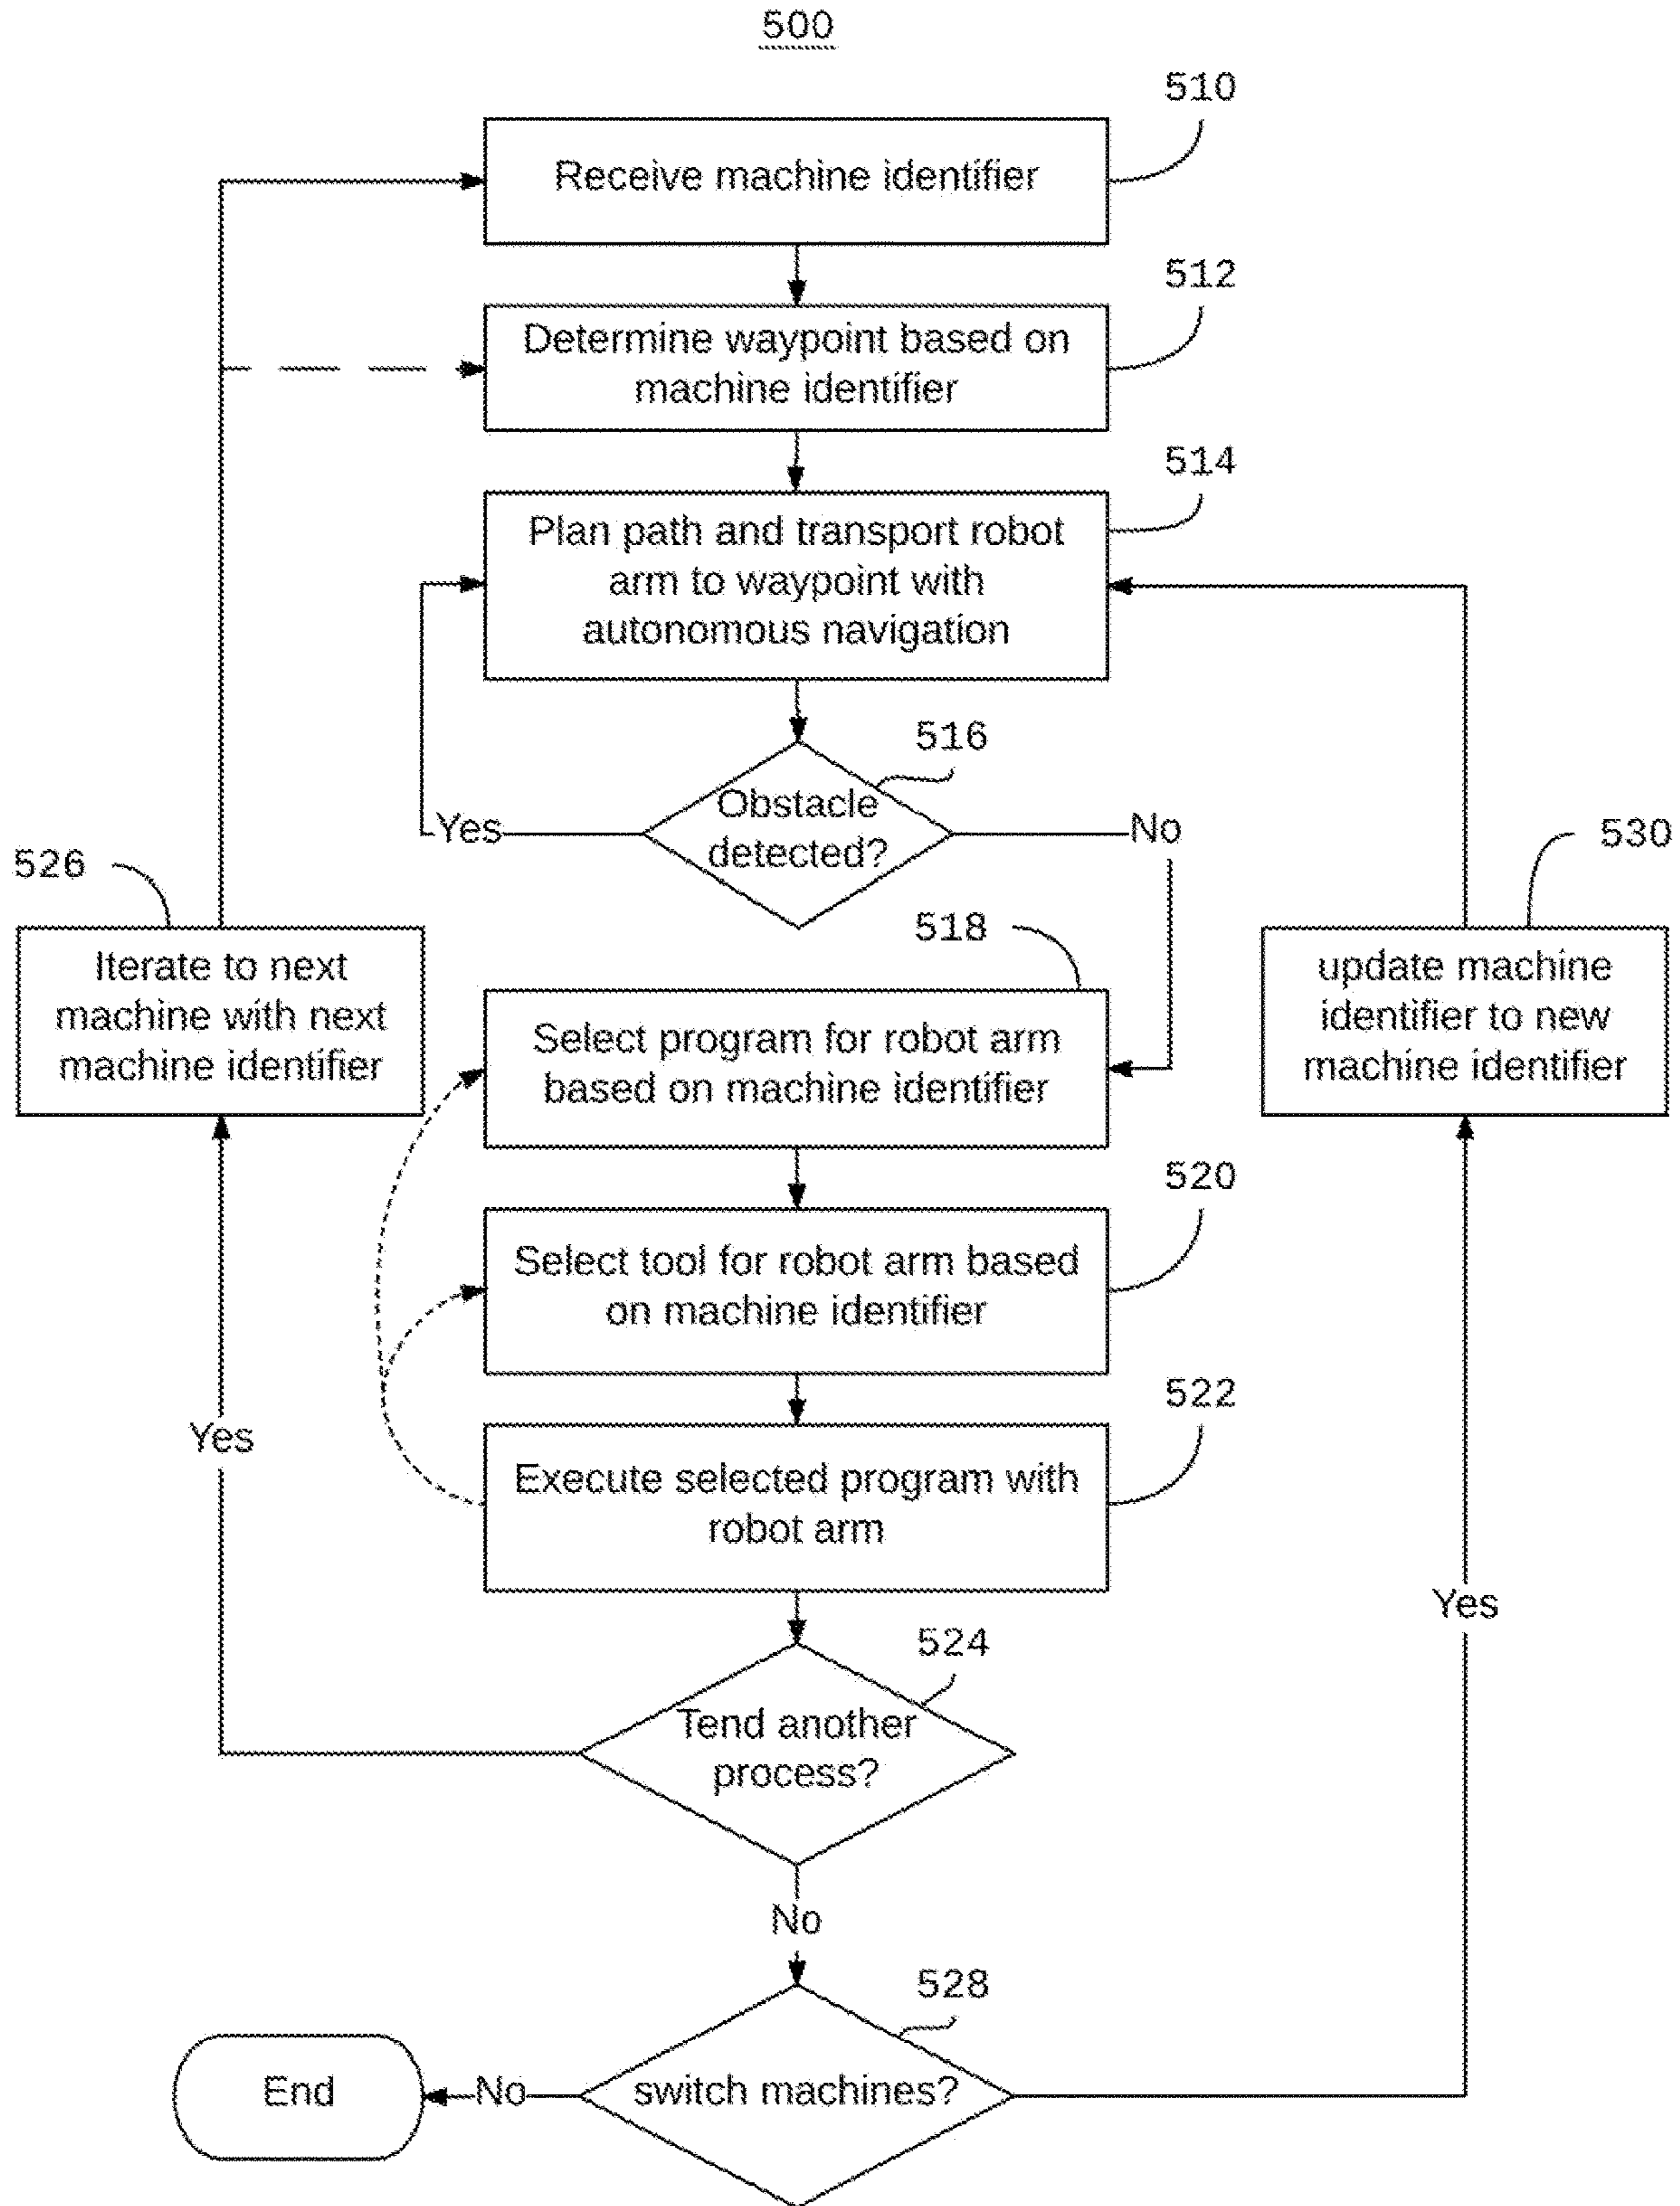 500
510
Receive machine identifier
512
Determine waypoint based on
machine identifier
514
Plan path and transport robot
arm to waypoint with
autonomous navigation
516
Obstacle
detected?
Yes
No
526
530
Iterate to next
machine with next
machine identifier
518
update machine
identifier to new
machine identifier
Select program for robot arm
based on machine identifier
520
Select tool for robot arm based
on machine identifier
522
Yes
Execute selected program with
robot arm
Yes
524
Tend another
process?
No
528
switch machines?
No
End